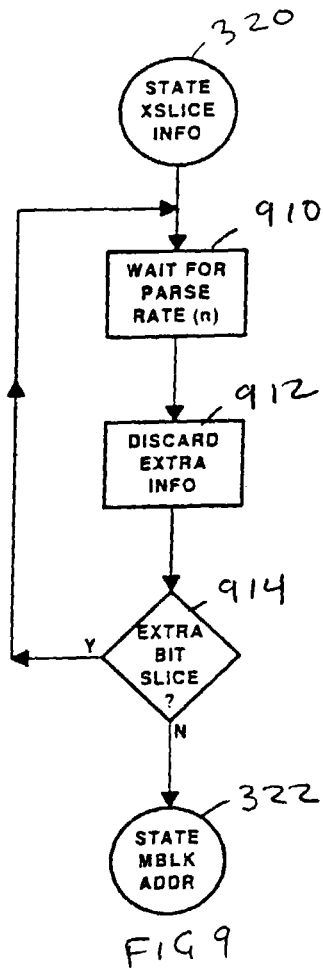 320
STATE
XSLICE
INFO
910
WAIT FOR
PARSE
RATE (n)
912
DISCARD
EXTRA
INFO
914
EXTRA
BIT
SLICE
?
Y
N
322
STATE
MBLK
ADDR
FIG 9